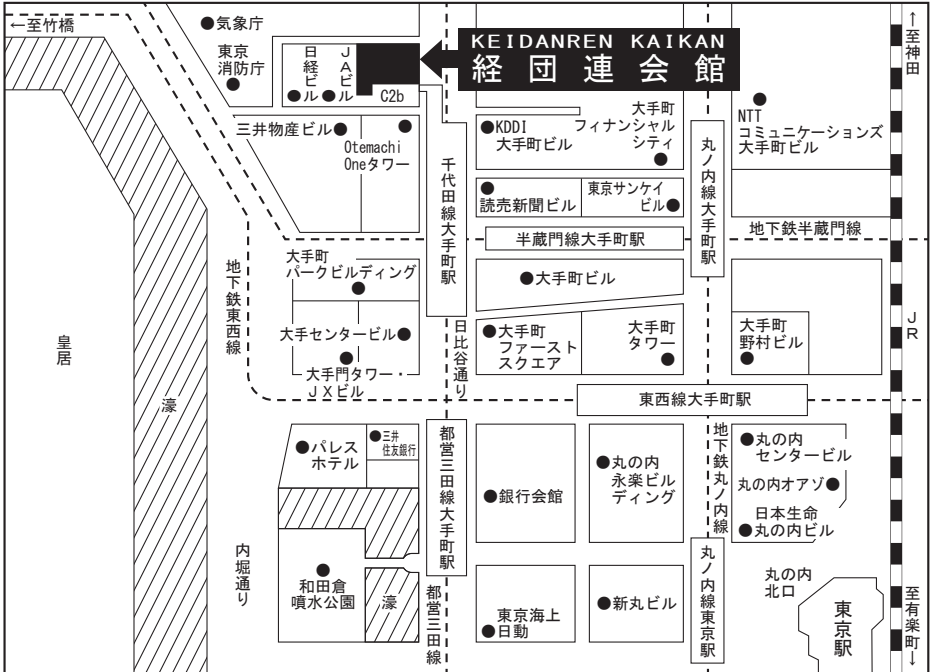 ←至竹橋
気象庁
東京
消防庁
日経ビル
JAビル
C2b
KEIDANREN KAIKAN
経団連会館
↑至神田
三井物産ビル
Otemachi
Oneタワー
千代田線大手町駅
KDDI
大手町ビル
大手町
フィナンシャル
シティ
丸ノ内線大手町駅
NTT
コミュニケーションズ
大手町ビル
読売新聞ビル
東京サンケイ
ビル
半蔵門線大手町駅
地下鉄半蔵門線
地下鉄東西線
大手町
パークビルディング
大手町ビル
皇居
大手センタービル
大手門タワー・
JXビル
日比谷通り
大手町
ファースト
スクエア
大手町
タワー
大手町
野村ビル
JR
濠
東西線大手町駅
パレス
ホテル
三井
住友銀行
都営三田線大手町駅
銀行会館
丸の内
永楽ビル
ディング
地下鉄丸ノ内線
丸の内
センタービル
丸の内オアゾ
日本生命
丸の内ビル
内堀通り
和田倉
噴水公園
濠
都営三田線
東京海上
日動
新丸ビル
丸ノ内線東京駅
丸の内
北口
東京駅
至有楽町↓